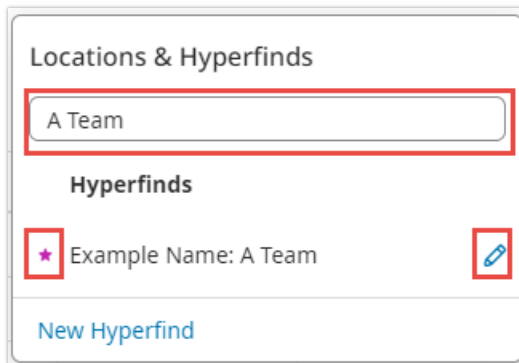 Locations & Hyperfinds
A Team
Hyperfinds
Example Name: A Team
New Hyperfind